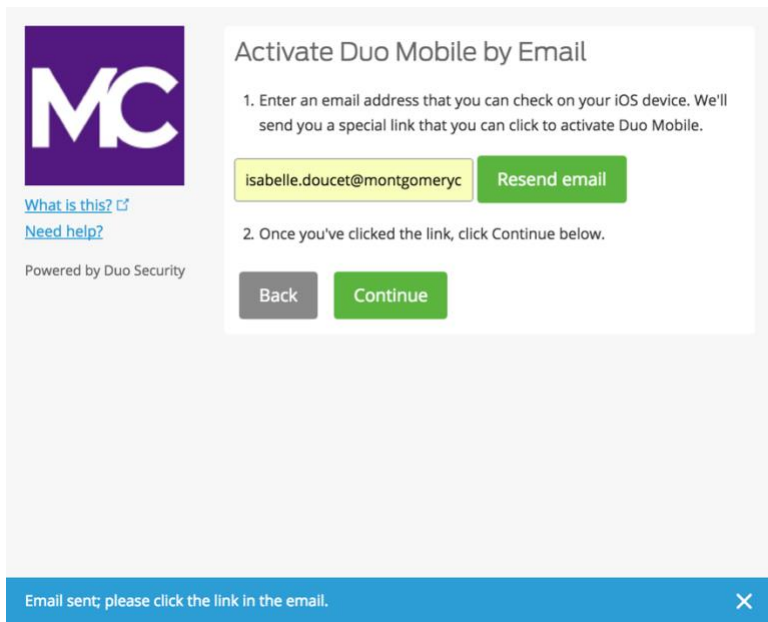 MC
What is this?
Need help?
Powered by Duo Security
Activate Duo Mobile by Email
1. Enter an email address that you can check on your iOS device. We'll
send you a special link that you can click to activate Duo Mobile.
isabelle.doucet@montgomeryc
Resend email
2. Once you've clicked the link, click Continue below.
Back
Continue
Email sent; please click the link in the email.